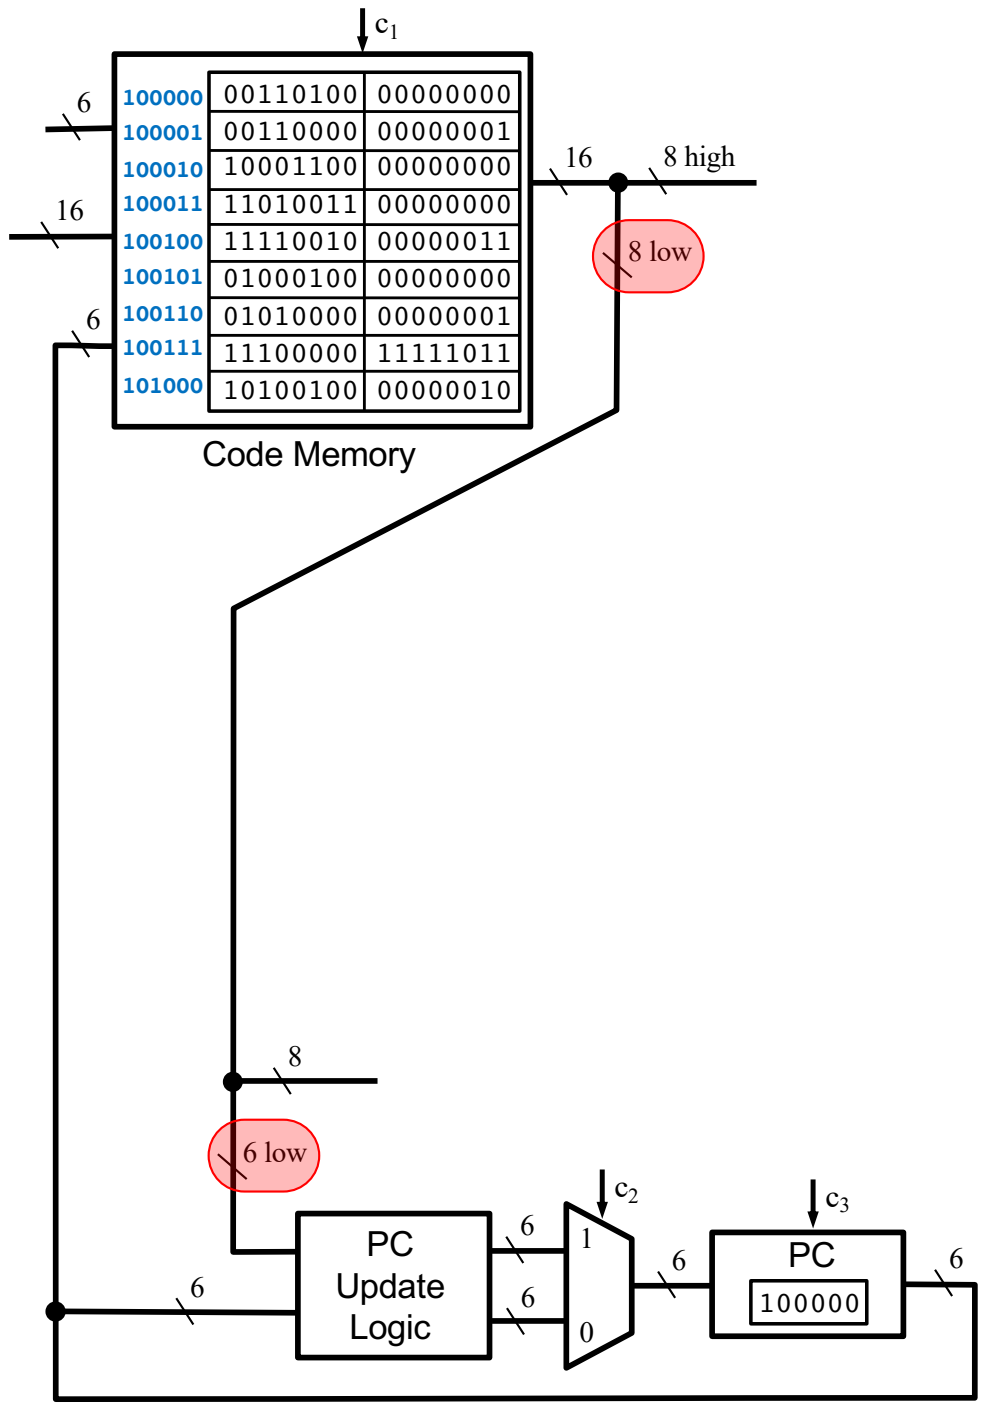 c1
6
16
6
100000 00110100 00000000
100001 00110000 00000001
100010 10001100 00000000
100011 11010011 00000000
100100 11110010 00000011
100101 01000100 00000000
100110 01010000 00000001
100111 11100000 11111011
101000 10100100 00000010
16
8 high
8 low
Code Memory
8
6 low
6
PC
Update
Logic
6
6
c2
1
0
6
c3
PC
100000
6